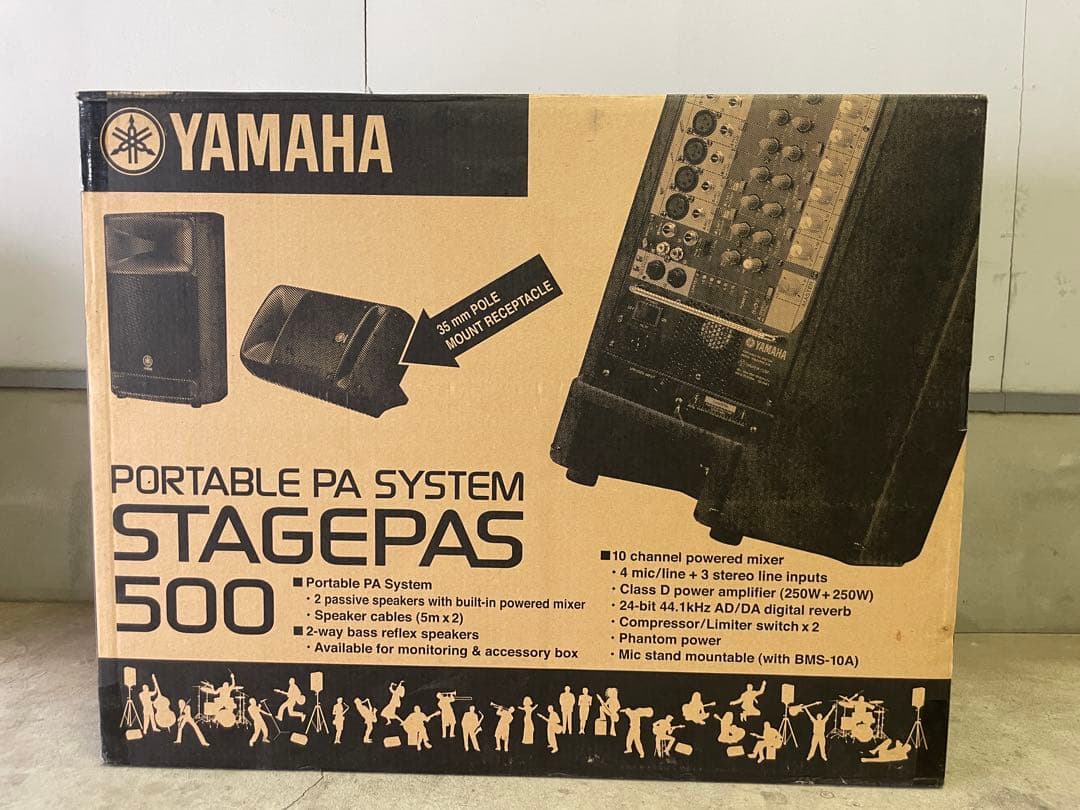 YAMAHA
35 mm POLE
MOUNT RECEPTACLE
YAMAHA
PORTABLE PA SYSTEM
STAGEPAS
500
■ Portable PA System
・2 passive speakers with built-in powered mixer
・Speaker cables (5m x 2)
■ 2-way bass reflex speakers
・Available for monitoring & accessory box
■ 10 channel powered mixer
・4 mic/line + 3 stereo line inputs
・Class D power amplifier (250W + 250W)
・24-bit 44.1kHz AD/DA digital reverb
・Compressor/Limiter switch x 2
・Phantom power
・Mic stand mountable (with BMS-10A)